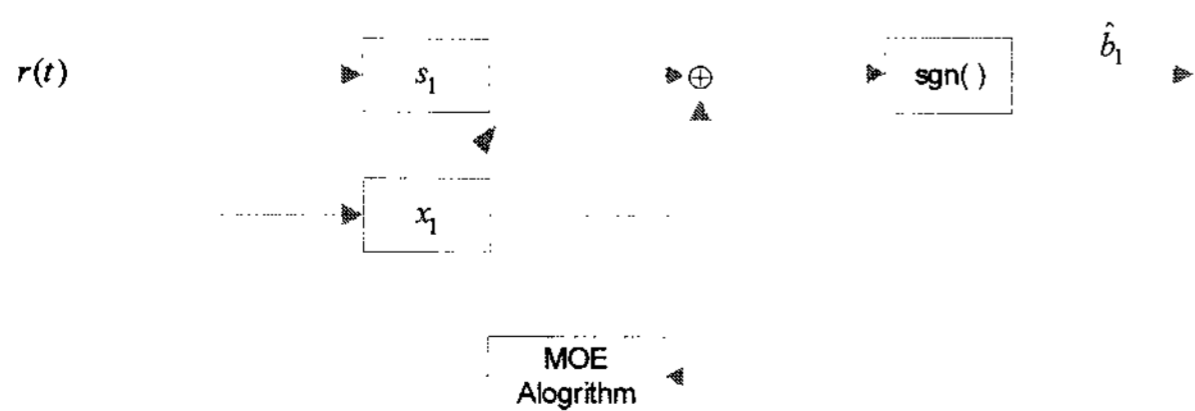 r(t)
s₁
⊕
sgn( )
b̂₁
x₁
MOE
Alogrithm